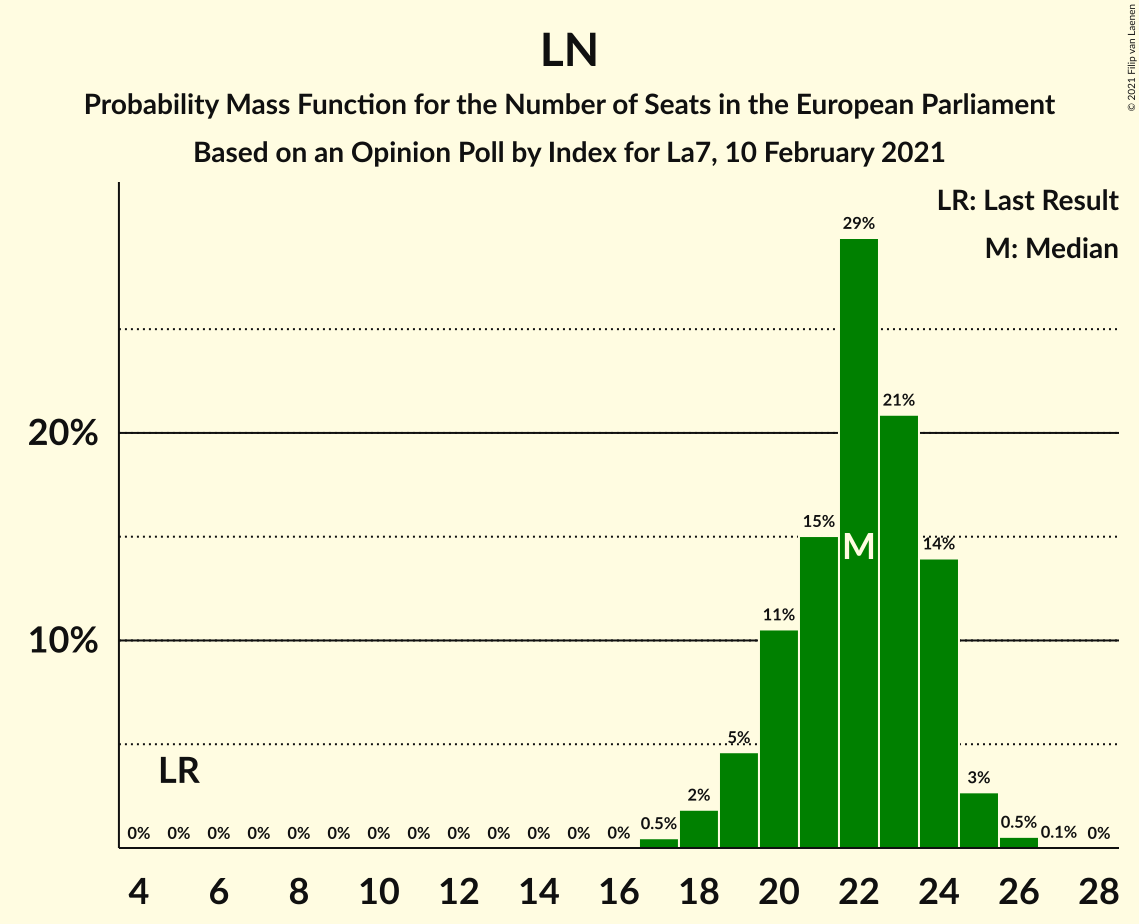 LN
Probability Mass Function for the Number of Seats in the European Parliament
Based on an Opinion Poll by Index for La7, 10 February 2021
© 2021 Filip van Laenen
LR: Last Result
M: Median
20%
10%
LR
M
0% 0% 0% 0% 0% 0% 0% 0% 0% 0% 0% 0% 0% 0.5% 2% 5% 11% 15% 29% 21% 14% 3% 0.5% 0.1% 0%
4 6 8 10 12 14 16 18 20 22 24 26 28